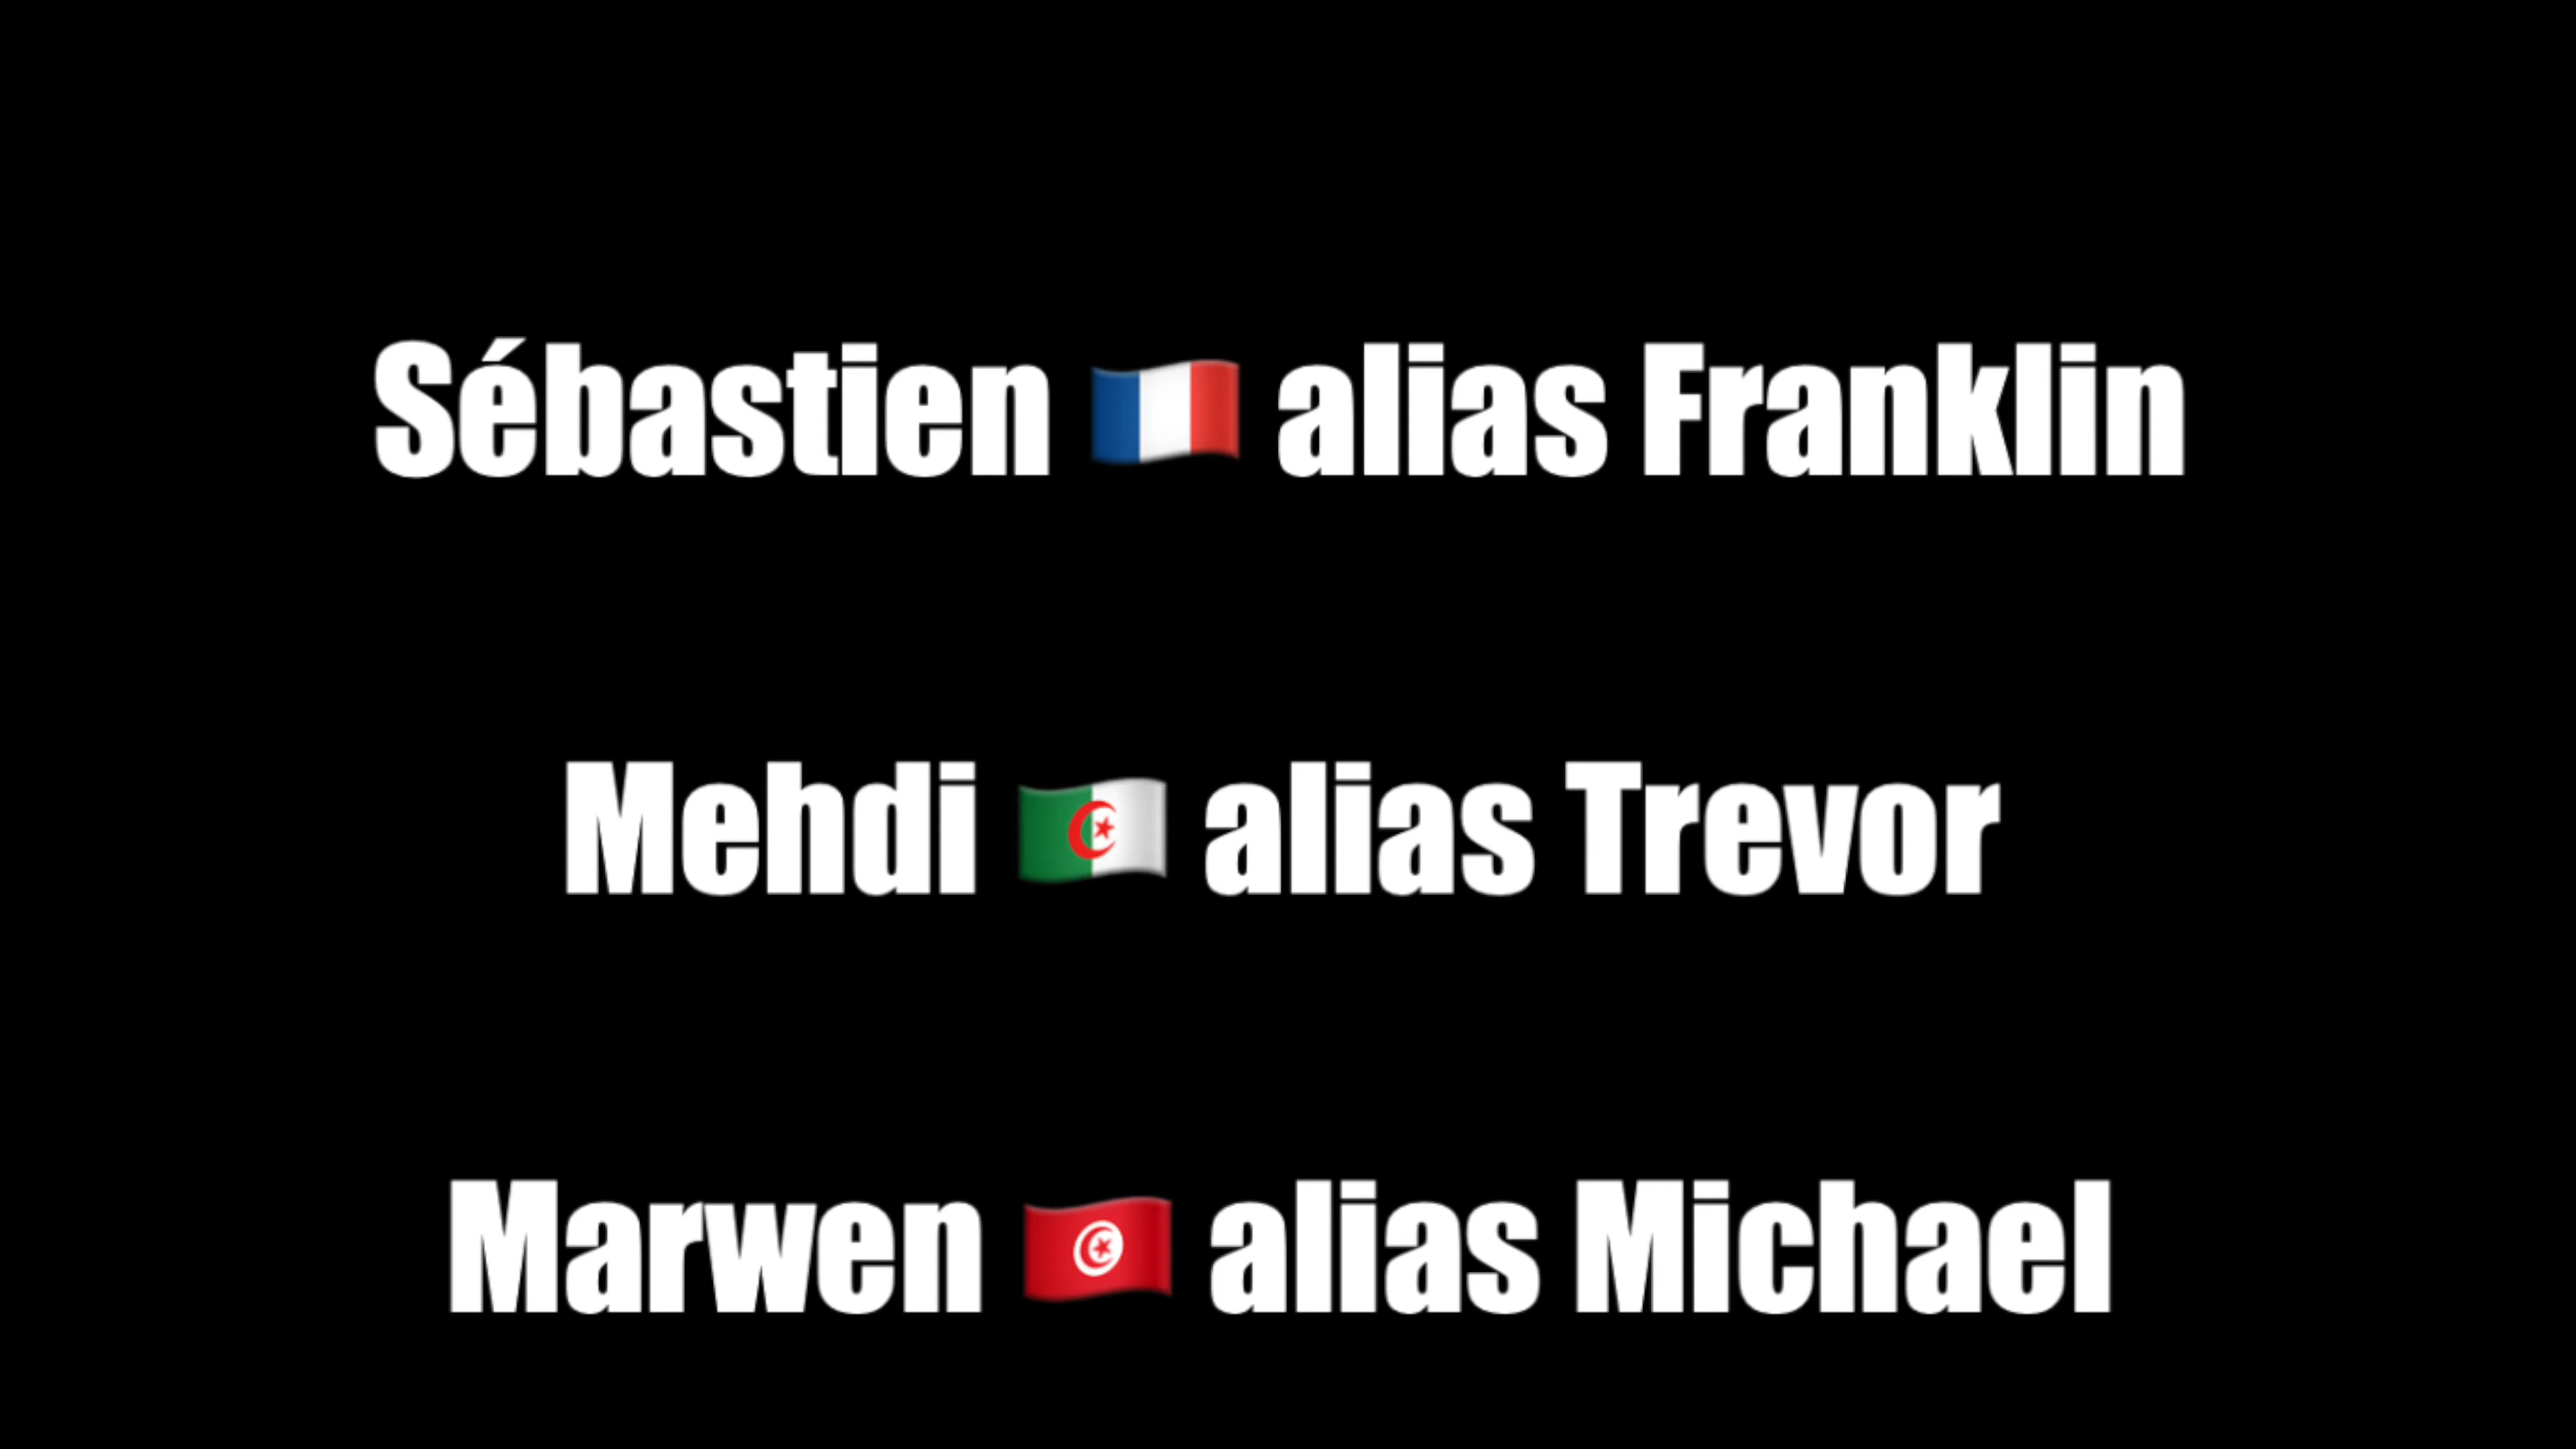 Sébastien 🇫🇷 alias Franklin
Mehdi 🇩🇿 alias Trevor
Marwen 🇹🇳 alias Michael